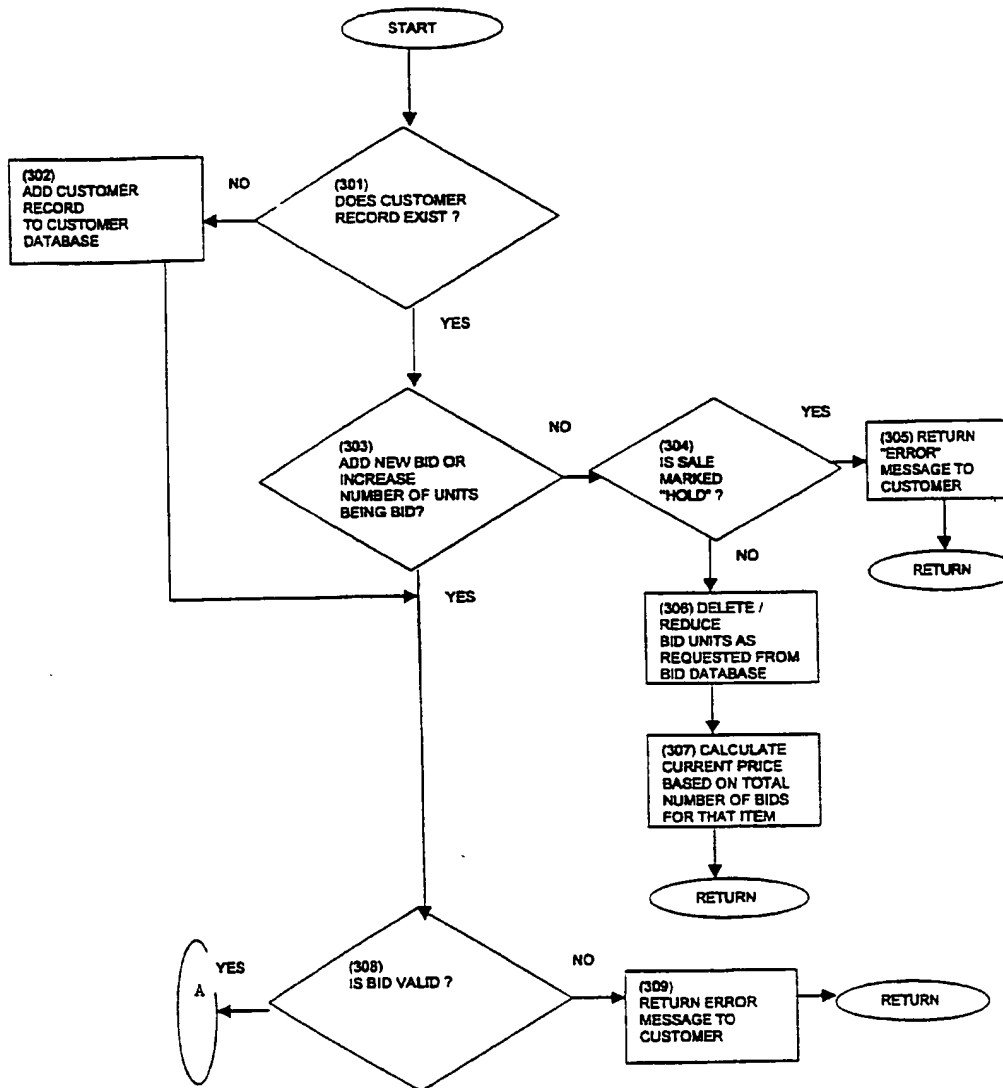 START
(301)
DOES CUSTOMER
RECORD EXIST ?
NO
(302)
ADD CUSTOMER
RECORD
TO CUSTOMER
DATABASE
YES
(303)
ADD NEW BID OR
INCREASE
NUMBER OF UNITS
BEING BID?
NO
(304)
IS SALE
MARKED
"HOLD" ?
YES
(305) RETURN
"ERROR"
MESSAGE TO
CUSTOMER
RETURN
NO
(306) DELETE /
REDUCE
BID UNITS AS
REQUESTED FROM
BID DATABASE
(307) CALCULATE
CURRENT PRICE
BASED ON TOTAL
NUMBER OF BIDS
FOR THAT ITEM
RETURN
YES
(308)
IS BID VALID ?
YES
A
NO
(309)
RETURN ERROR
MESSAGE TO
CUSTOMER
RETURN